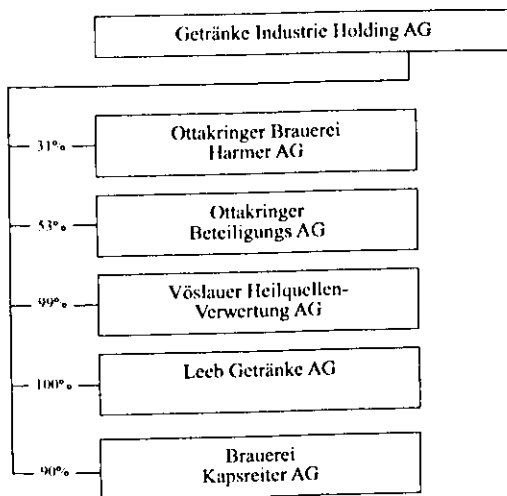 Getränke Industrie Holding AG
31%
Ottakringer Brauerei
Harmer AG
53%
Ottakringer
Beteiligungs AG
99%
Vöslauer Heilquellen-
Verwertung AG
100%
Leeb Getränke AG
90%
Brauerei
Kapsreiter AG